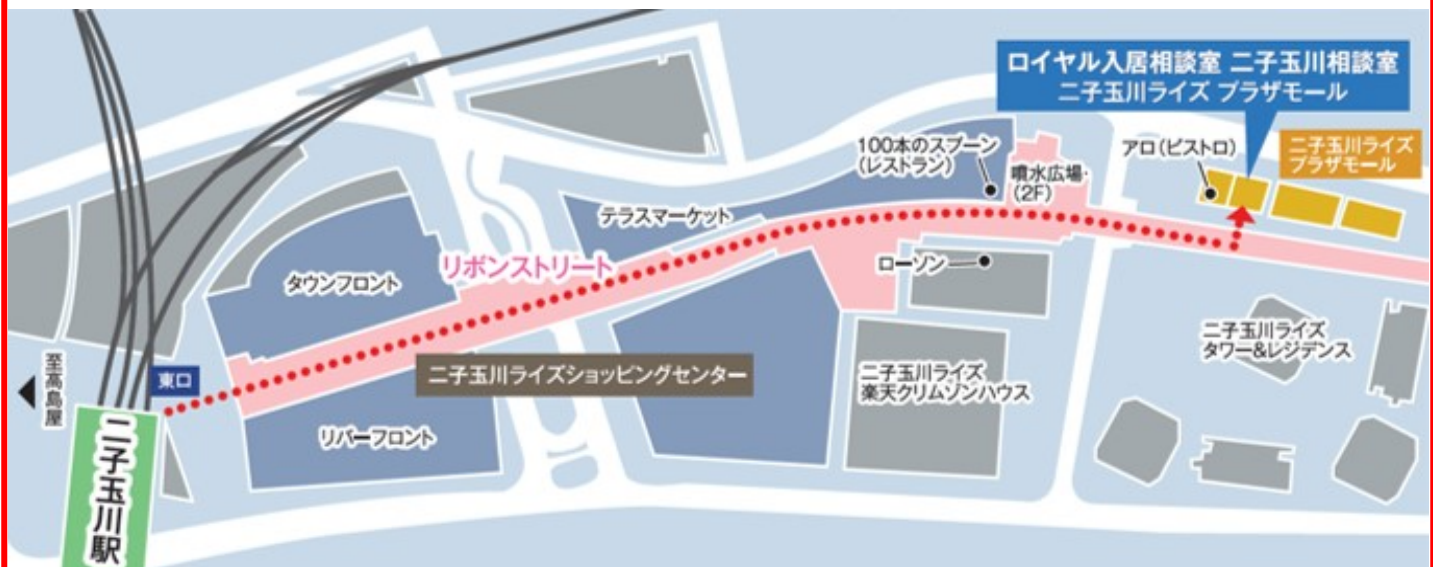 ロイヤル入居相談室 二子玉川相談室
二子玉川ライズ プラザモール
100本のスプーン
(レストラン)
噴水広場
(2F)
アロ(ビストロ)
二子玉川ライズ
プラザモール
テラスマーケット
リボンストリート
タウンフロント
ローソン
二子玉川ライズ
タワー&レジデンス
至高島屋
東口
二子玉川ライズショッピングセンター
二子玉川ライズ
楽天クリムゾンハウス
リバーフロント
二子玉川駅